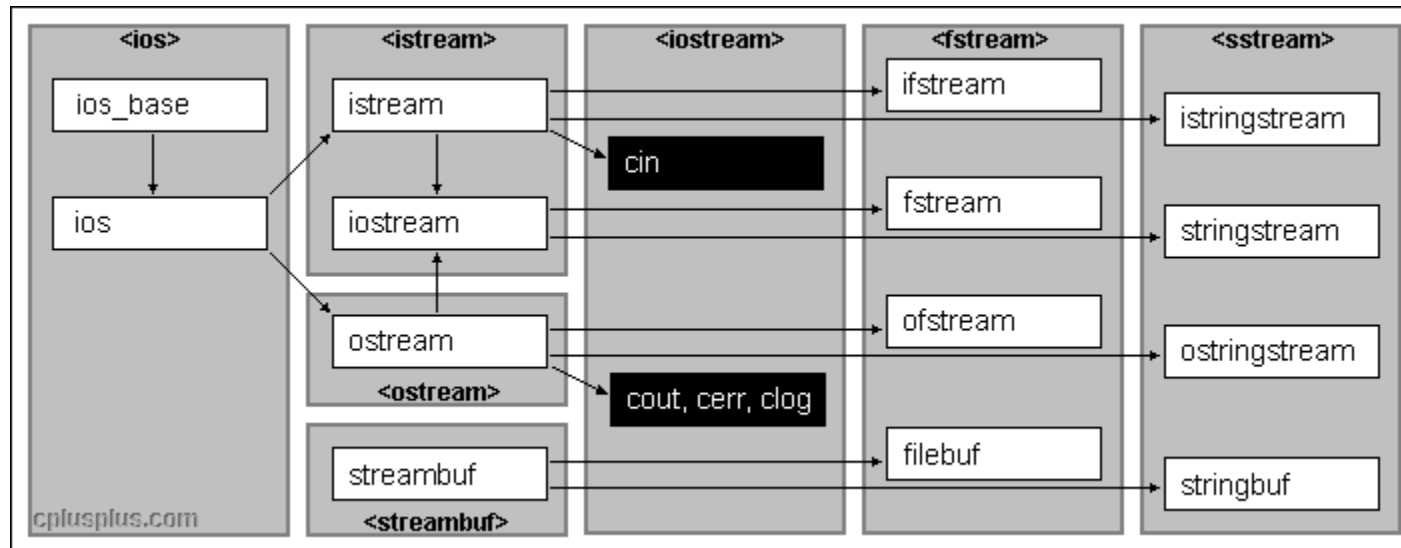 <ios>
ios_base
ios
cplusplus.com
<istream>
istream
iostream
ostream
<ostream>
streambuf
<streambuf>
<iostream>
cin
cout, cerr, clog
<fstream>
ifstream
fstream
ofstream
filebuf
<sstream>
istringstream
stringstream
ostringstream
stringbuf